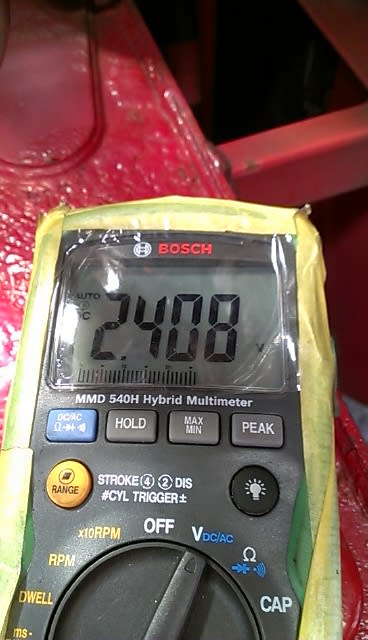 BOSCH
AUTO
DC
2.408
V
MMD 540H Hybrid Multimeter
DC/AC
Ω
HOLD
MAX
MIN
PEAK
RANGE
STROKE ④ ② DIS
#CYL TRIGGER ±
x10RPM
OFF
VDC/AC
RPM
Ω
DWELL
CAP
ms-